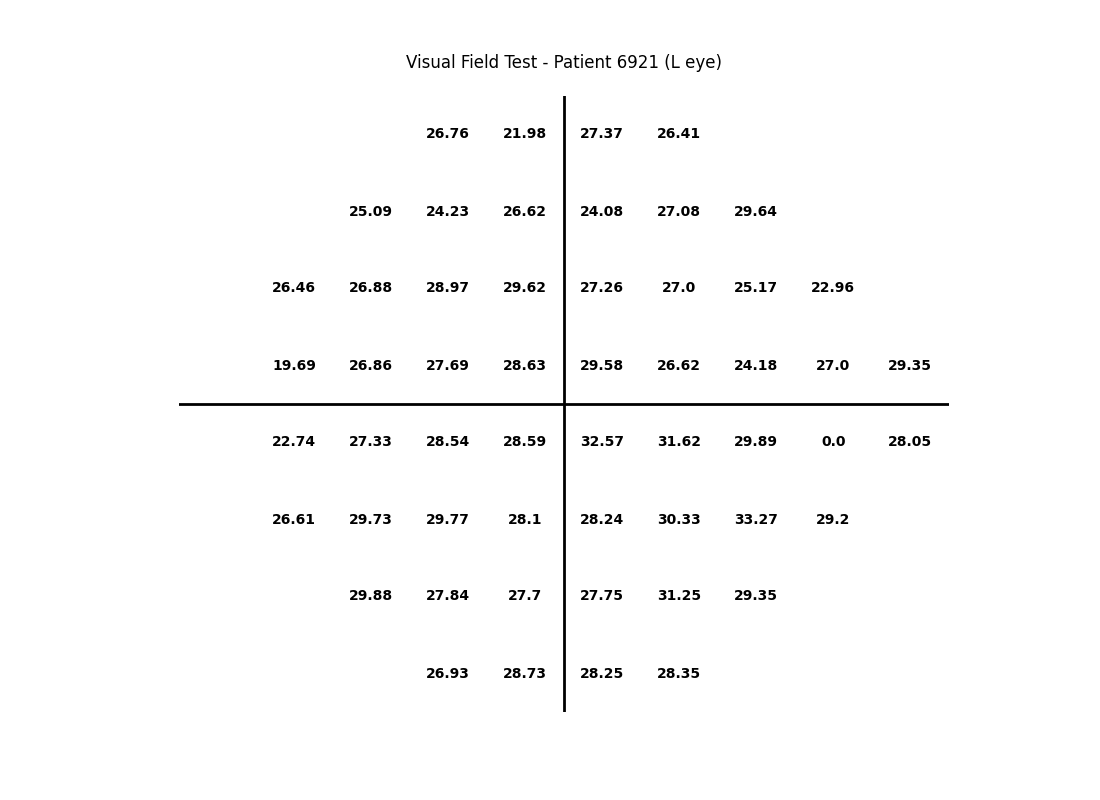 Visual Field Test - Patient 6921 (L eye)
26.76 21.98 27.37 26.41
25.09 24.23 26.62 24.08 27.08 29.64
26.46 26.88 28.97 29.62 27.26 27.0 25.17 22.96
19.69 26.86 27.69 28.63 29.58 26.62 24.18 27.0 29.35
22.74 27.33 28.54 28.59 32.57 31.62 29.89 0.0 28.05
26.61 29.73 29.77 28.1 28.24 30.33 33.27 29.2
29.88 27.84 27.7 27.75 31.25 29.35
26.93 28.73 28.25 28.35